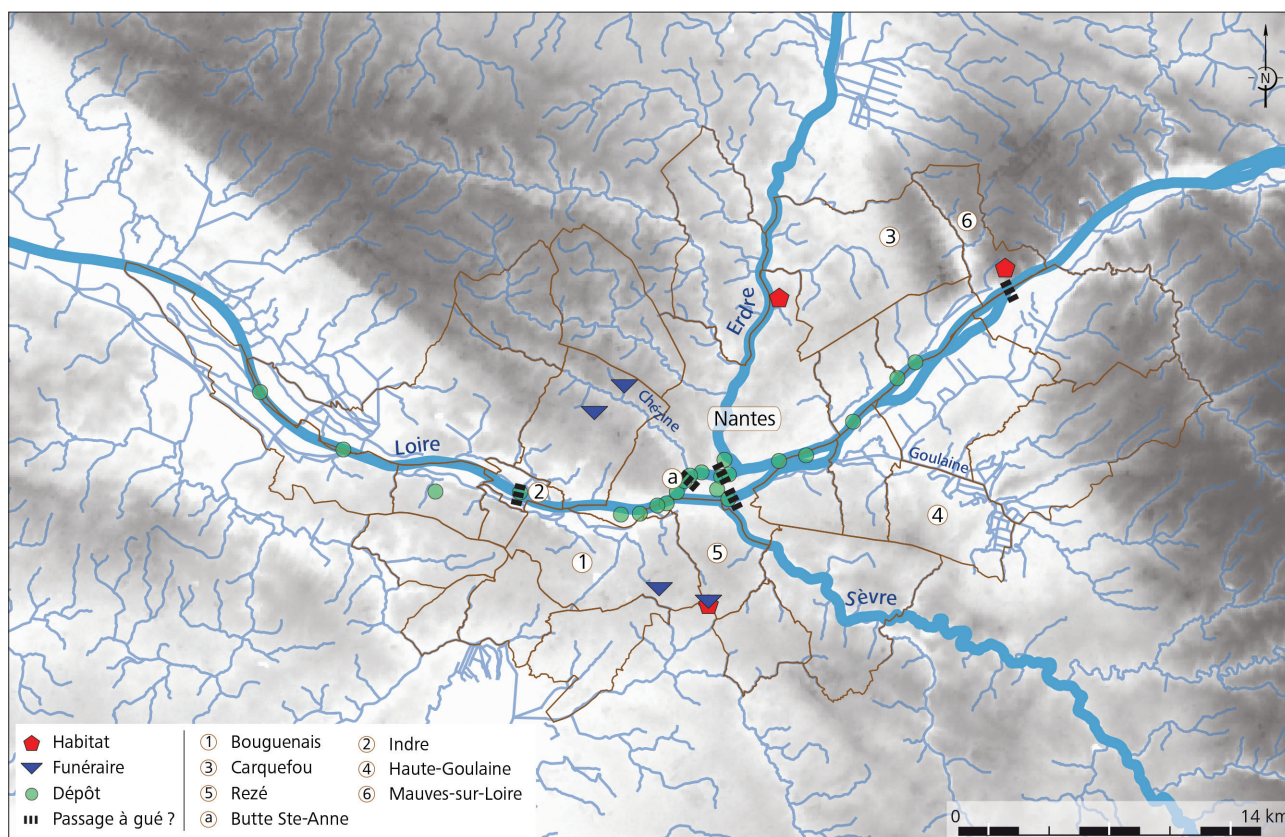 N
6
3
Erdre
Chézine
Nantes
Loire
Goulaine
a
2
4
5
1
Sèvre
Habitat
Funéraire
Dépôt
Passage à gué ?
1 Bouguenais
3 Carquefou
5 Rezé
a Butte Ste-Anne
2 Indre
4 Haute-Goulaine
6 Mauves-sur-Loire
0 14 km